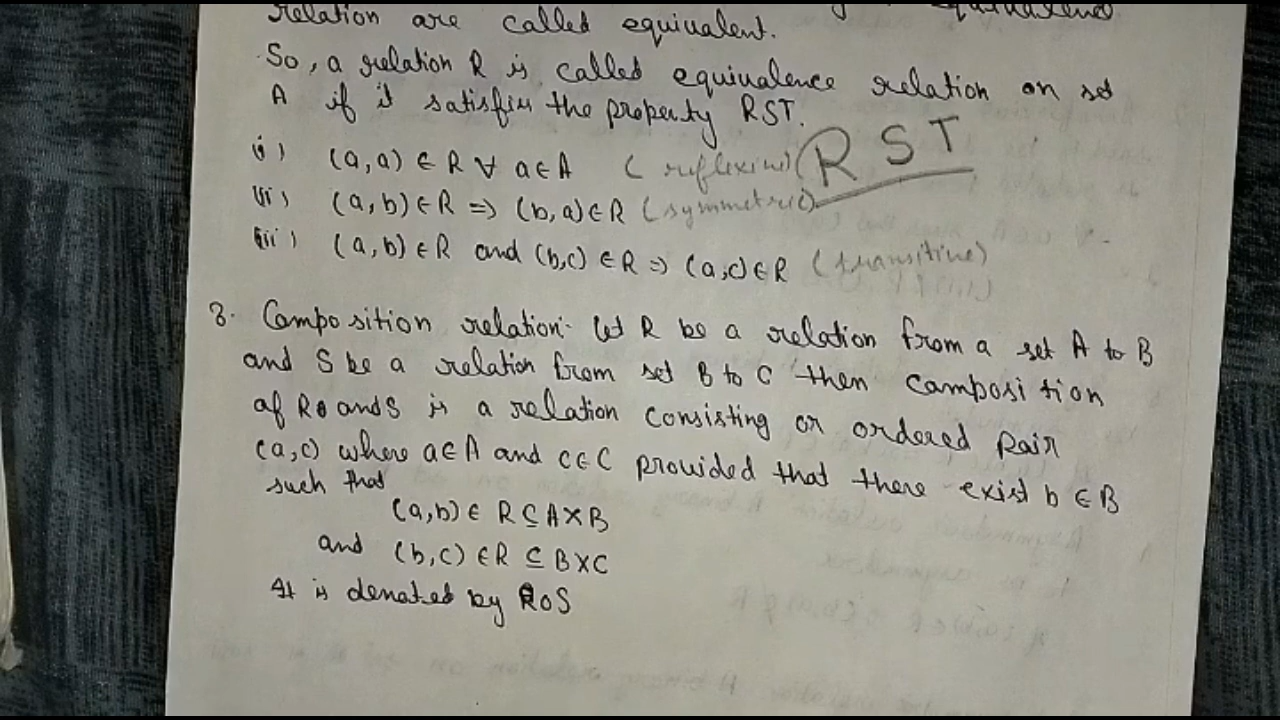 relation are called equivalent.
So, a relation R is called equivalence relation on set
A if it satisfies the property RST.
i) (a,a) ∈ R ∀ a∈A (reflexive) R S T
ii) (a,b)∈R => (b,a)∈R (symmetric)
iii) (a,b)∈R and (b,c) ∈R => (a,c)∈R (transitive)
8. Composition relation:- let R be a relation from a set A to B
and S be a relation from set B to C then composition
of R and S is a relation consisting or ordered pair
(a,c) where a∈A and c∈C provided that there exist b ∈B
such that
(a,b)∈ R⊆A×B
and (b,c) ∈R ⊆ B×C
It is denoted by ROS